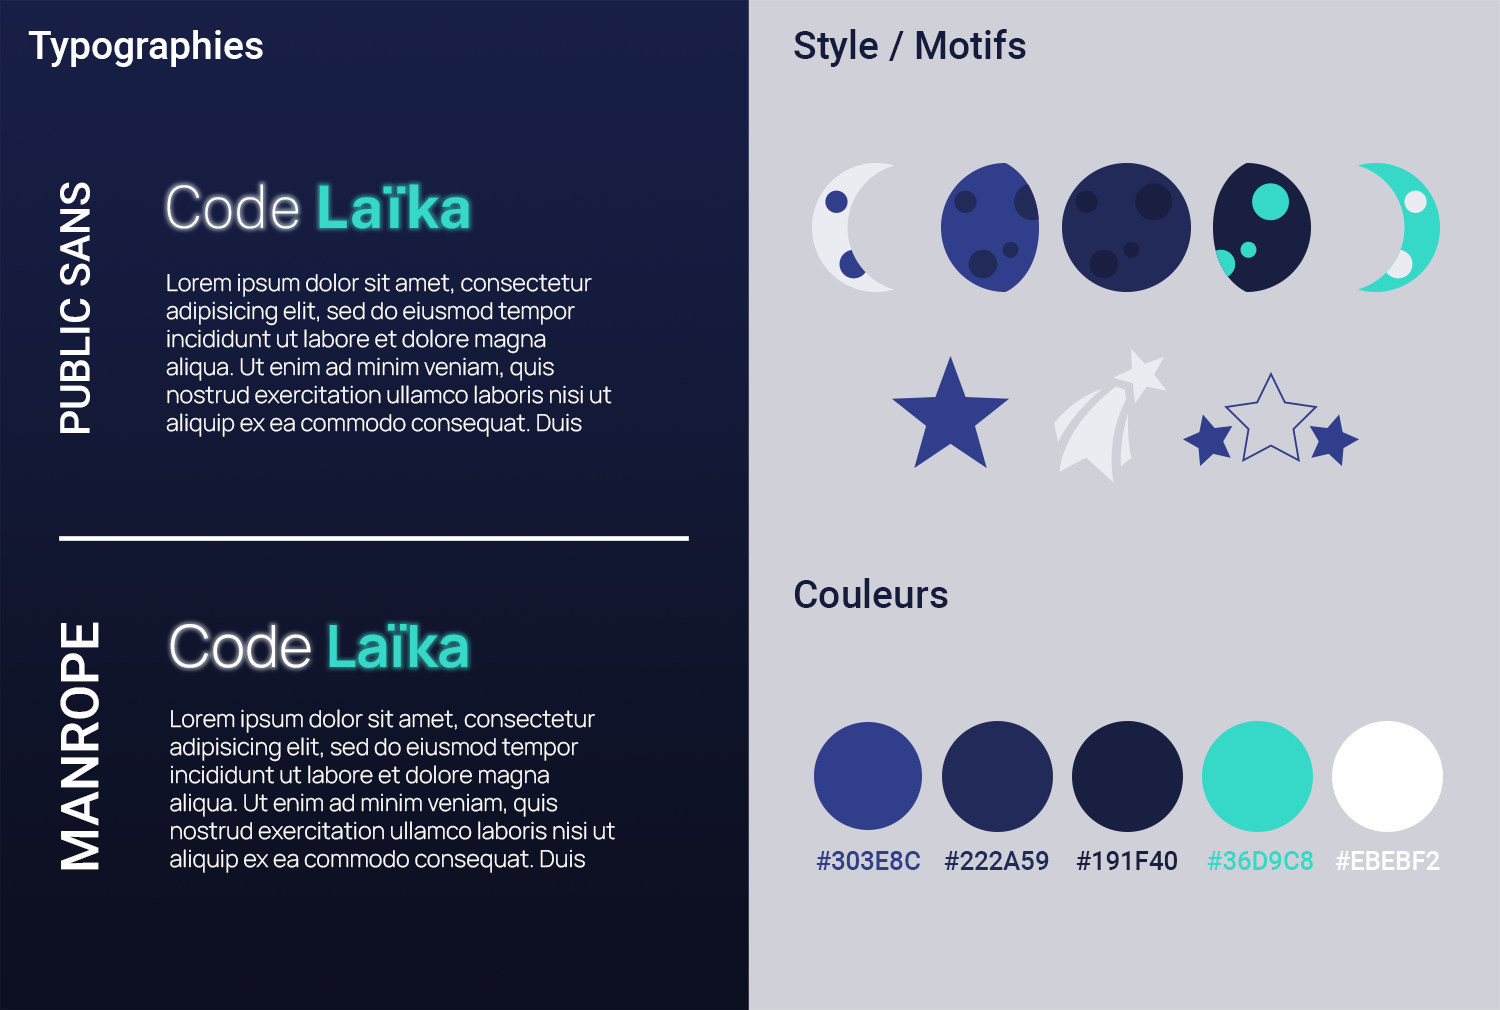 Typographies
PUBLIC SANS
Code Laïka
Lorem ipsum dolor sit amet, consectetur
adipisicing elit, sed do eiusmod tempor
incididunt ut labore et dolore magna
aliqua. Ut enim ad minim veniam, quis
nostrud exercitation ullamco laboris nisi ut
aliquip ex ea commodo consequat. Duis
MANROPE
Code Laïka
Lorem ipsum dolor sit amet, consectetur
adipisicing elit, sed do eiusmod tempor
incididunt ut labore et dolore magna
aliqua. Ut enim ad minim veniam, quis
nostrud exercitation ullamco laboris nisi ut
aliquip ex ea commodo consequat. Duis
Style / Motifs
Couleurs
#303E8C #222A59 #191F40 #36D9C8 #EBEBF2